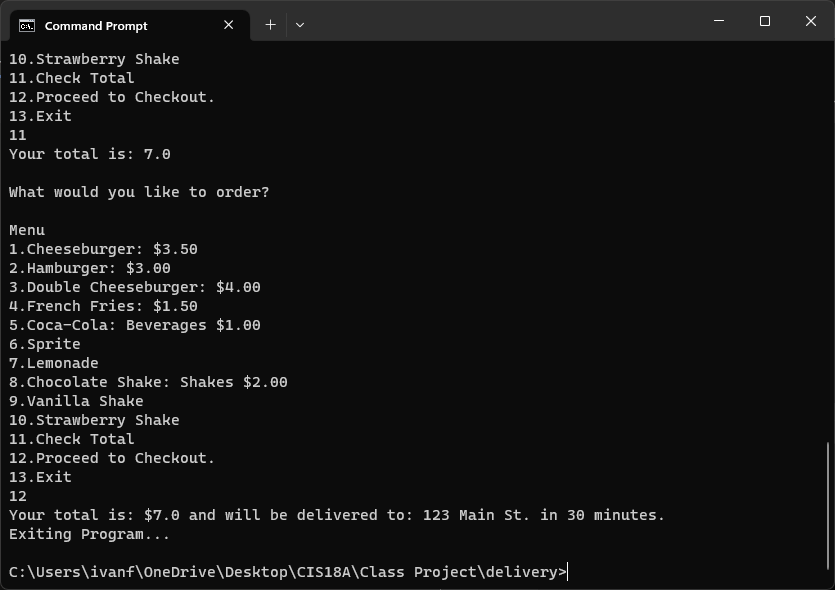 Command Prompt
10.Strawberry Shake
11.Check Total
12.Proceed to Checkout.
13.Exit
11
Your total is: 7.0
What would you like to order?
Menu
1.Cheeseburger: $3.50
2.Hamburger: $3.00
3.Double Cheeseburger: $4.00
4.French Fries: $1.50
5.Coca-Cola: Beverages $1.00
6.Sprite
7.Lemonade
8.Chocolate Shake: Shakes $2.00
9.Vanilla Shake
10.Strawberry Shake
11.Check Total
12.Proceed to Checkout.
13.Exit
12
Your total is: $7.0 and will be delivered to: 123 Main St. in 30 minutes.
Exiting Program...
C:\Users\ivanf\OneDrive\Desktop\CIS18A\Class Project\delivery>